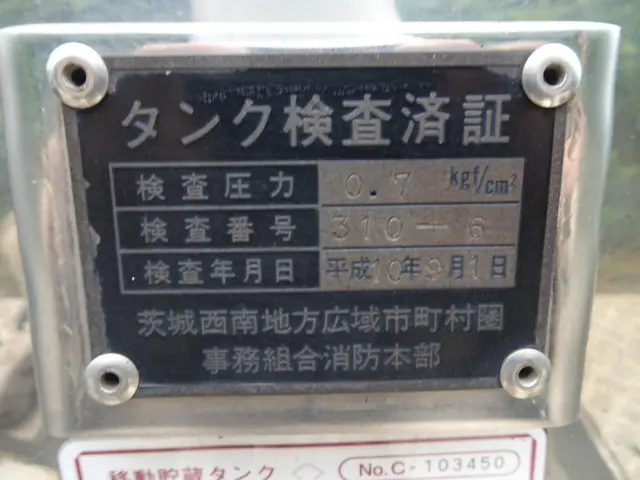 タンク検査済証
検査圧力 0.7 kgf/cm²
検査番号 310-6
検査年月日 平成10年9月1日
茨城西南地方広域市町村圏
事務組合消防本部
移動貯蔵タンク No.C-103450